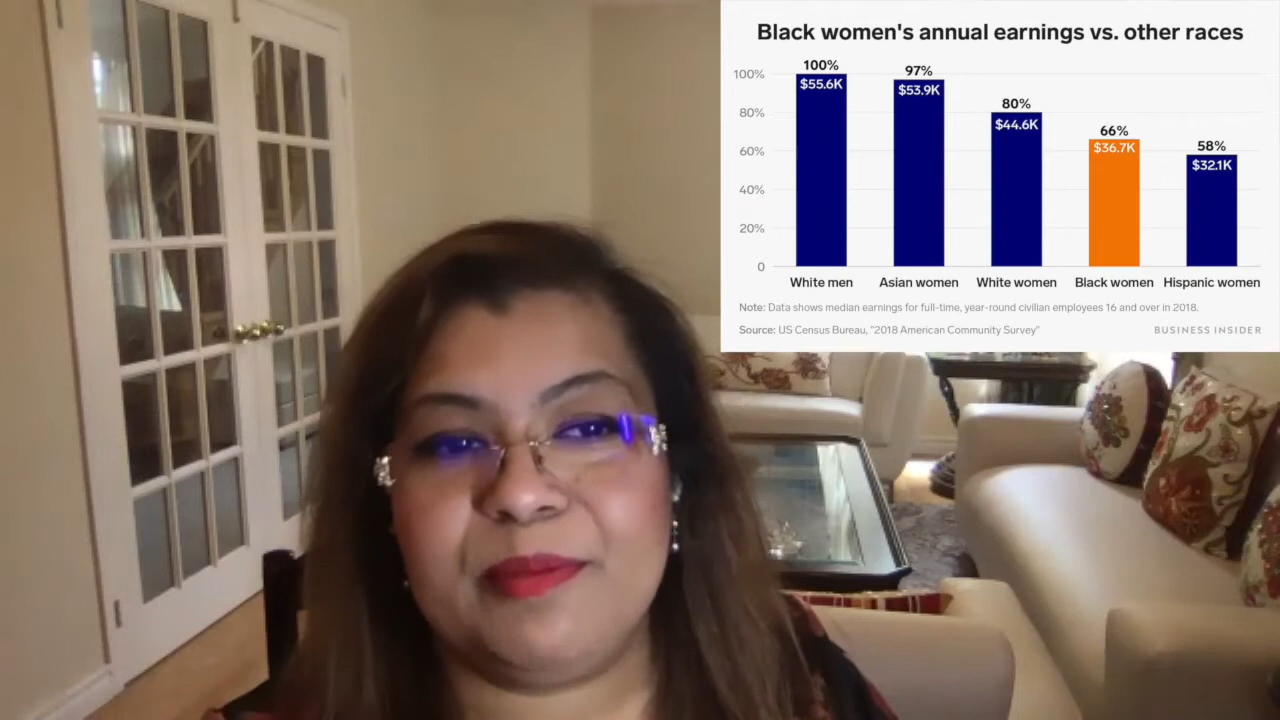 Black women's annual earnings vs. other races
100% 97% 80% 66% 58%
$55.6K $53.9K $44.6K $36.7K $32.1K
100%
80%
60%
40%
20%
0
White men Asian women White women Black women Hispanic women
Note: Data shows median earnings for full-time, year-round civilian employees 16 and over in 2018.
Source: US Census Bureau, "2018 American Community Survey"
BUSINESS INSIDER